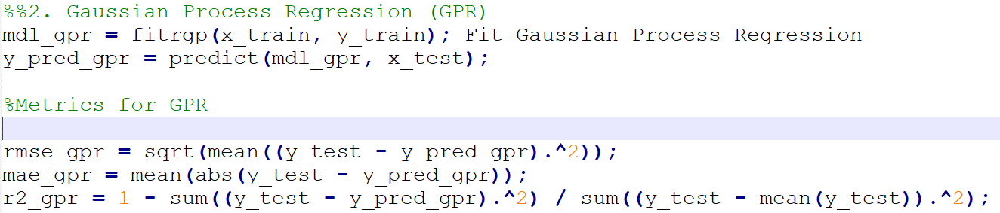 %%2. Gaussian Process Regression (GPR)
mdl_gpr = fitrgp(x_train, y_train); Fit Gaussian Process Regression
y_pred_gpr = predict(mdl_gpr, x_test);
%Metrics for GPR
rmse_gpr = sqrt(mean((y_test - y_pred_gpr).^2));
mae_gpr = mean(abs(y_test - y_pred_gpr));
r2_gpr = 1 - sum((y_test - y_pred_gpr).^2) / sum((y_test - mean(y_test)).^2);